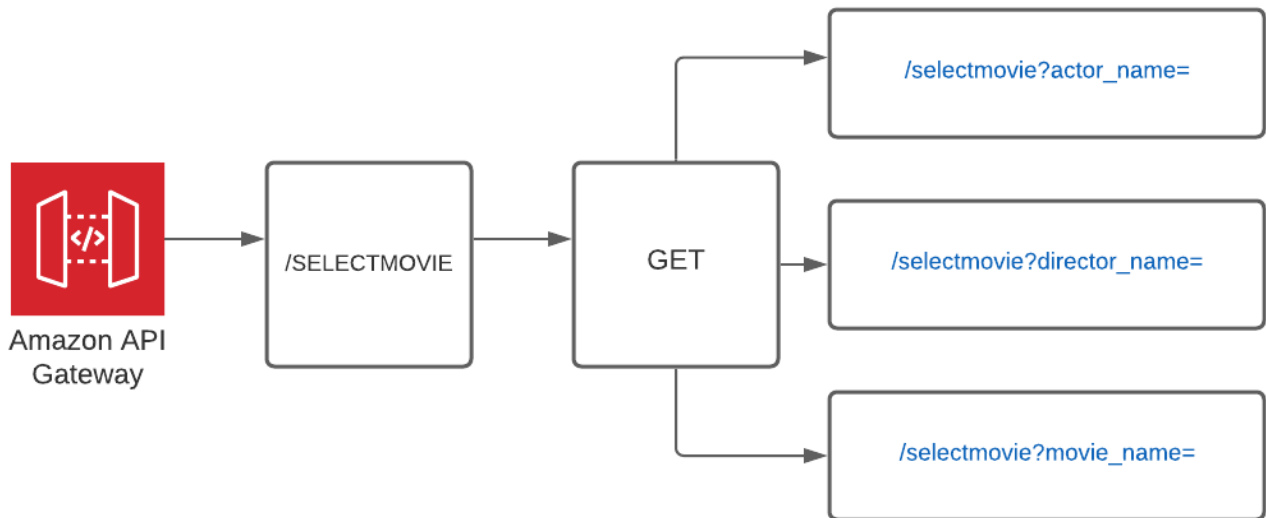 /selectmovie?actor_name=
</>
/SELECTMOVIE
GET
/selectmovie?director_name=
Amazon API
Gateway
/selectmovie?movie_name=